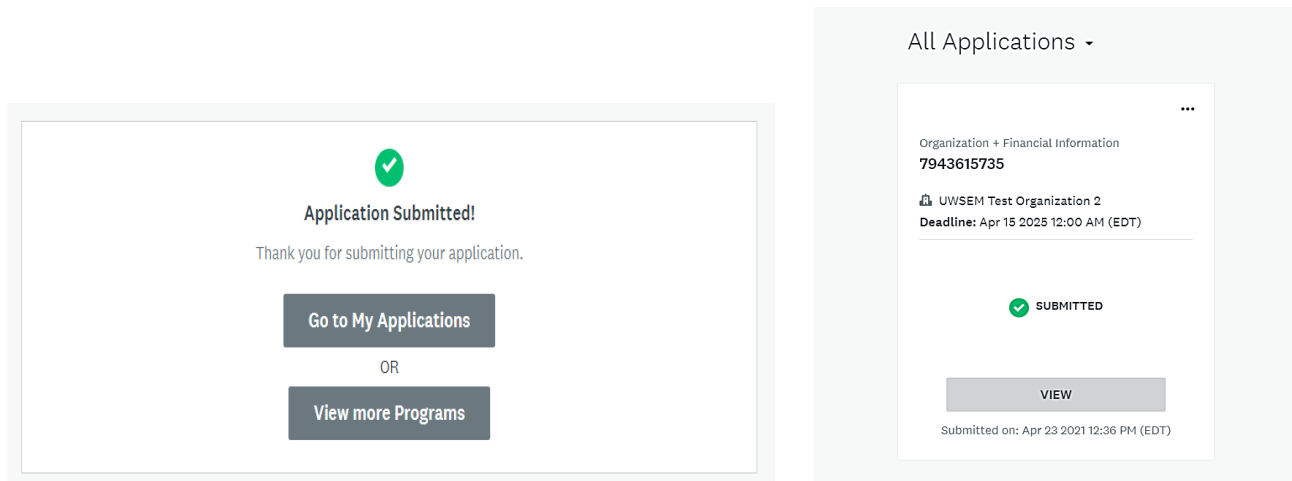 Application Submitted!
Thank you for submitting your application.
Go to My Applications
OR
View more Programs
All Applications
Organization + Financial Information
7943615735
UWSEM Test Organization 2
Deadline: Apr 15 2025 12:00 AM (EDT)
SUBMITTED
VIEW
Submitted on: Apr 23 2021 12:36 PM (EDT)